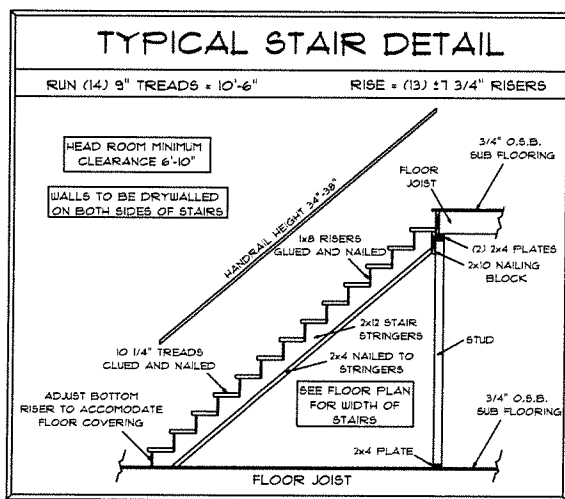 TYPICAL STAIR DETAIL
RUN (14) 9" TREADS = 10'-6"
RISE = (13) ±7 3/4" RISERS
HEAD ROOM MINIMUM
CLEARANCE 6'-10"
WALLS TO BE DRYWALLED
ON BOTH SIDES OF STAIRS
HANDRAIL HEIGHT 34"-38"
3/4" O.S.B.
SUB FLOORING
FLOOR
JOIST
1x8 RISERS
GLUED AND NAILED
(2) 2x4 PLATES
2x10 NAILING
BLOCK
2x12 STAIR
STRINGERS
STUD
10 1/4" TREADS
GLUED AND NAILED
2x4 NAILED TO
STRINGERS
ADJUST BOTTOM
RISER TO ACCOMODATE
FLOOR COVERING
SEE FLOOR PLAN
FOR WIDTH OF
STAIRS
3/4" O.S.B.
SUB FLOORING
2x4 PLATE
FLOOR JOIST